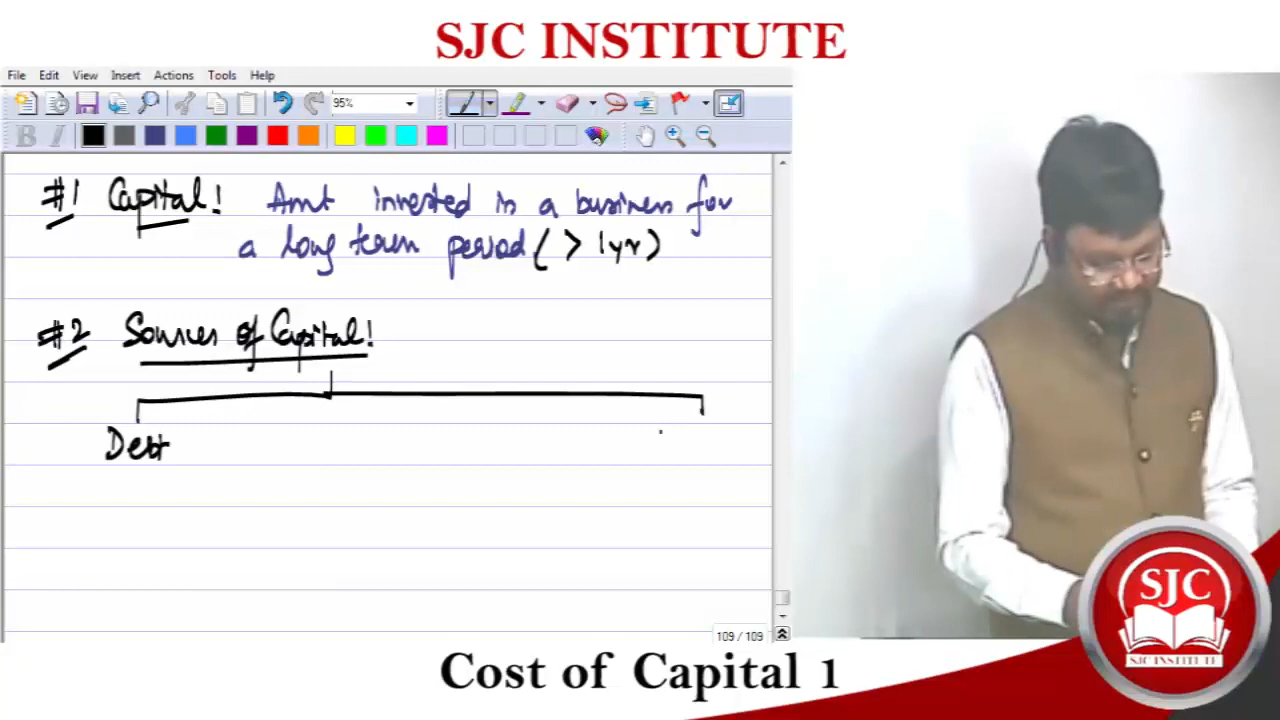 SJC INSTITUTE
File Edit View Insert Actions Tools Help
95%
B I
#1 Capital! Amt invested in a business for
a long term period ( > 1yr)
#2 Sources of Capital!
Debt
109 / 109
SJC
SJC INSTITUTE
Cost of Capital 1